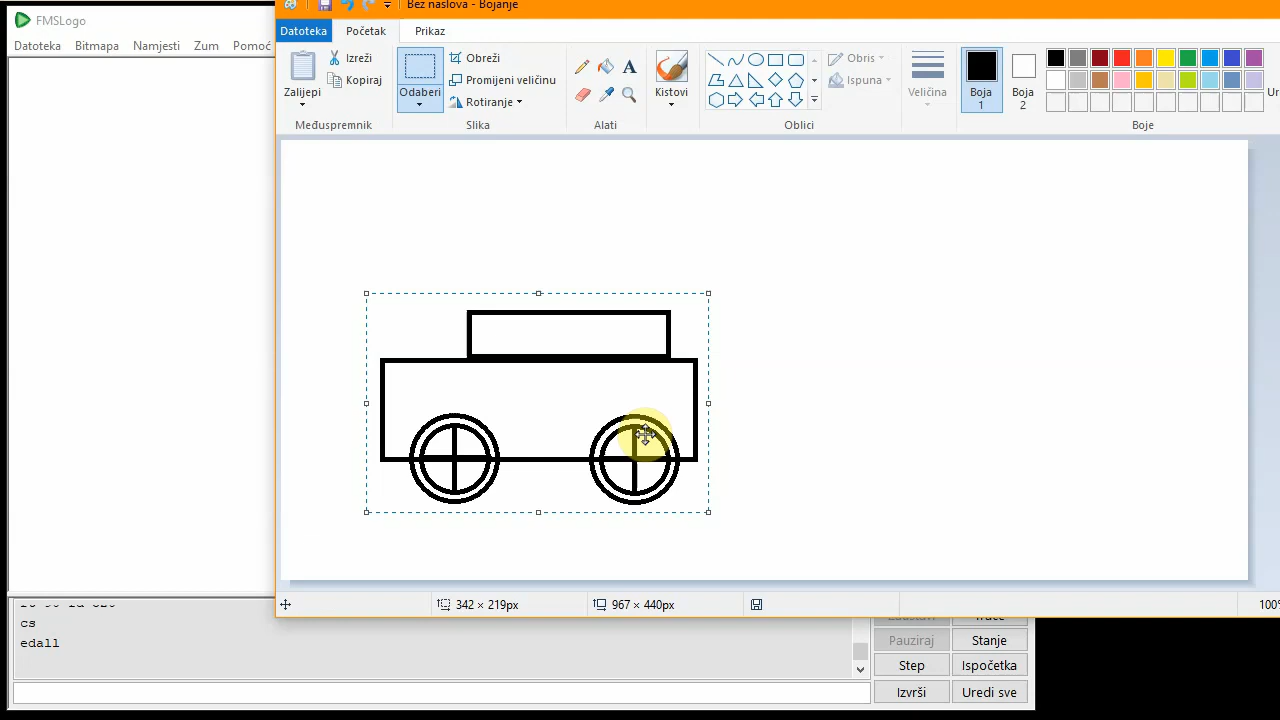 Bez naslova - Bojanje
FMSLogo
Datoteka Bitmapa Namjesti Zum Pomoć
Datoteka Početak Prikaz
Zalijepi
Izreži
Kopiraj
Međuspremnik
Odaberi
Obreži
Promijeni veličinu
Rotiranje
Slika
A
Alati
Kistovi
Obris
Ispuna
Oblici
Veličina
Boja
1
Boja
2
Boje
342 × 219px
967 × 440px
cs
edall
Pauziraj
Stanje
Step
Ispočetka
Izvrši
Uredi sve